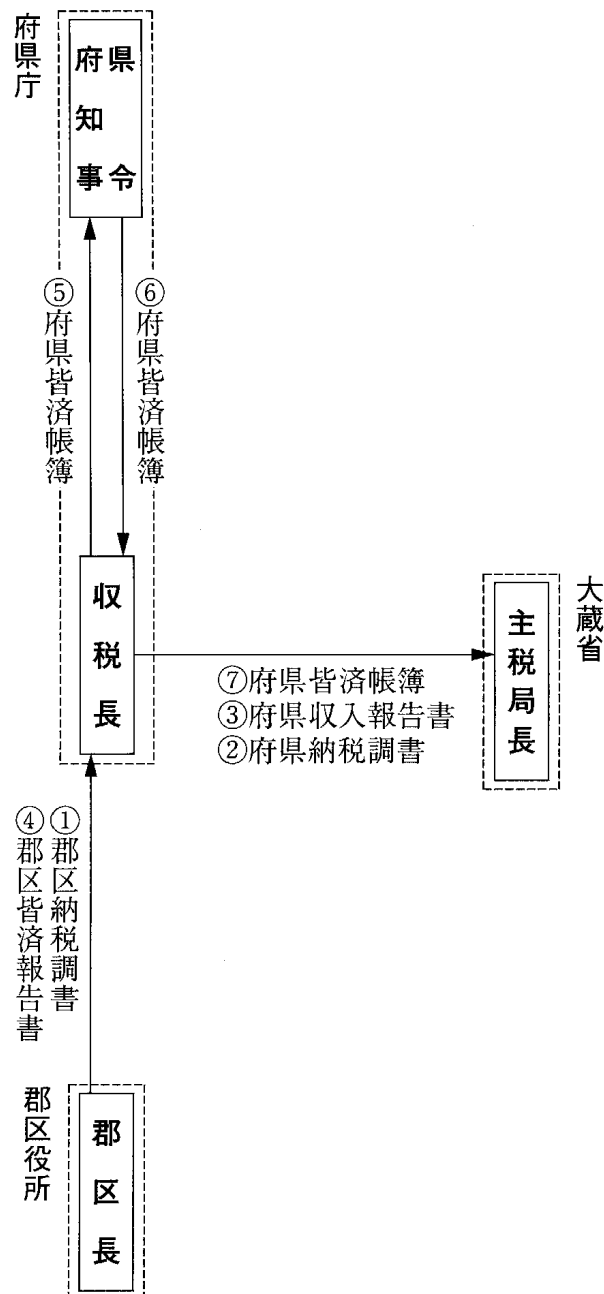 府県庁
府知事
県令
⑤府県皆済帳簿
⑥府県皆済帳簿
収税長
大蔵省
主税局長
⑦府県皆済帳簿
③府県収入報告書
②府県納税調書
①郡区納税調書
④郡区皆済報告書
郡区役所
郡区長